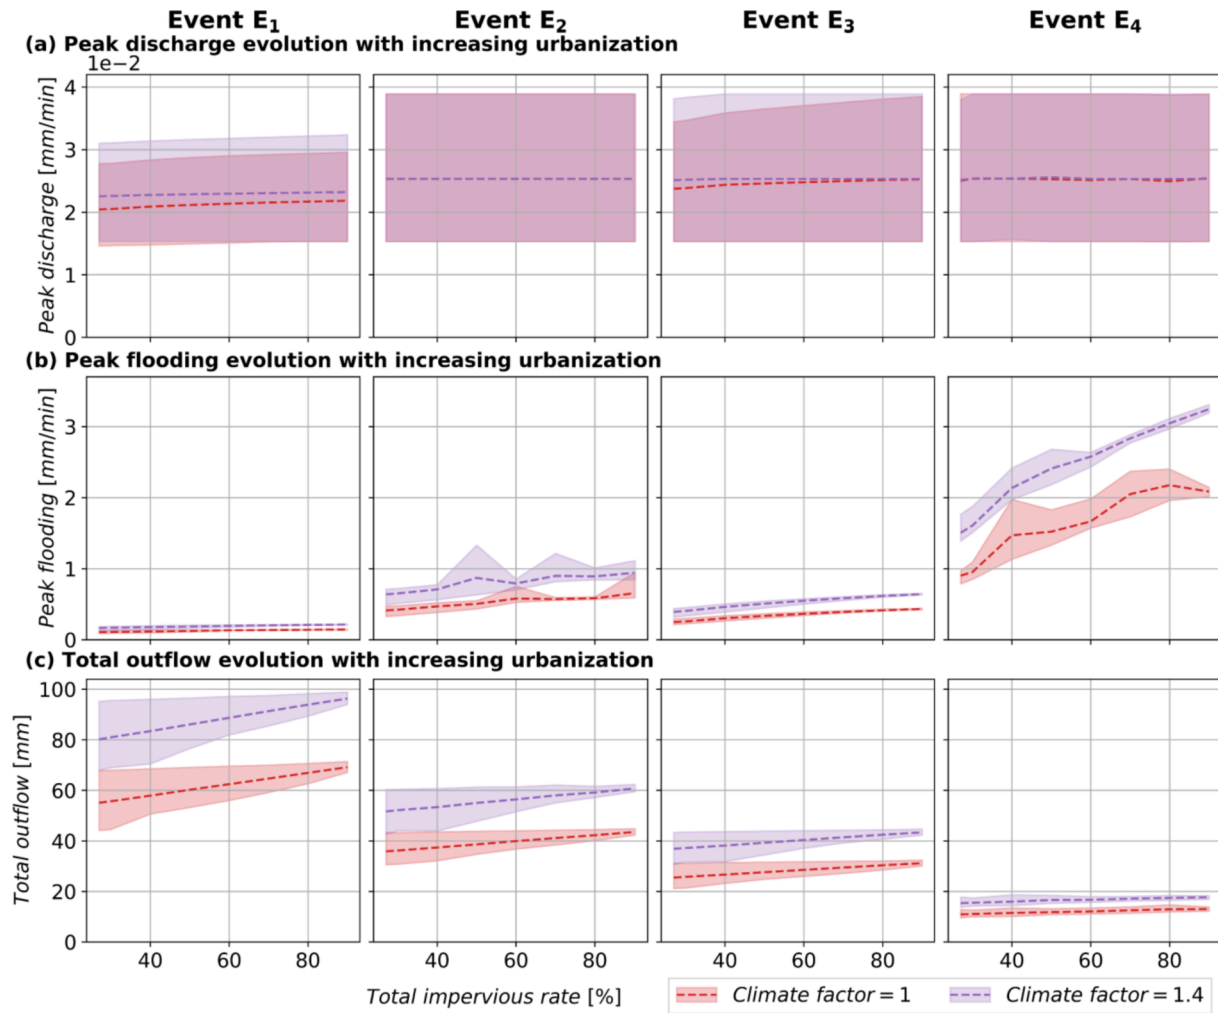 Event E₁ Event E₂ Event E₃ Event E₄
(a) Peak discharge evolution with increasing urbanization
1e−2
4
3
2
1
0
Peak discharge [mm/min]
(b) Peak flooding evolution with increasing urbanization
3
2
1
0
Peak flooding [mm/min]
(c) Total outflow evolution with increasing urbanization
100
80
60
40
20
0
Total outflow [mm]
40 60 80 40 60 80 40 60 80 40 60 80
Total impervious rate [%]
Climate factor = 1 Climate factor = 1.4